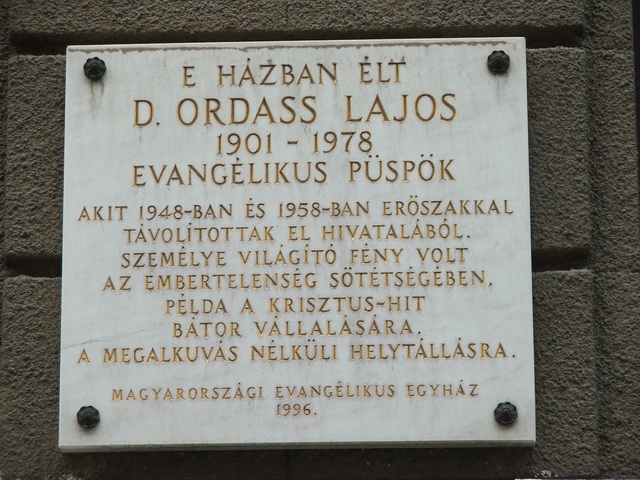 E HÁZBAN ÉLT
D. ORDASS LAJOS
1901 - 1978
EVANGÉLIKUS PÜSPÖK
AKIT 1948-BAN ÉS 1958-BAN ERŐSZAKKAL
TÁVOLÍTOTTAK EL HIVATALÁBÓL.
SZEMÉLYE VILÁGÍTÓ FÉNY VOLT
AZ EMBERTELENSÉG SÖTÉTSÉGÉBEN,
PÉLDA A KRISZTUS-HIT
BÁTOR VÁLLALÁSÁRA,
A MEGALKUVÁS NÉLKÜLI HELYTÁLLÁSRA.
MAGYARORSZÁGI EVANGÉLIKUS EGYHÁZ
1996.